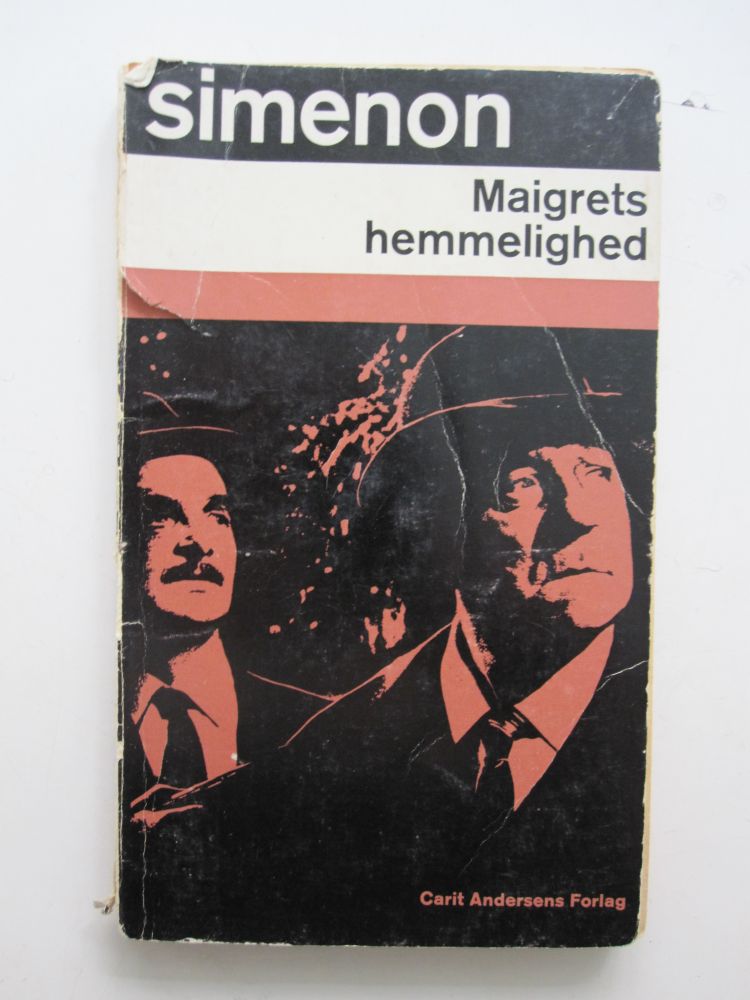 simenon
Maigrets
hemmelighed
Carit Andersens Forlag